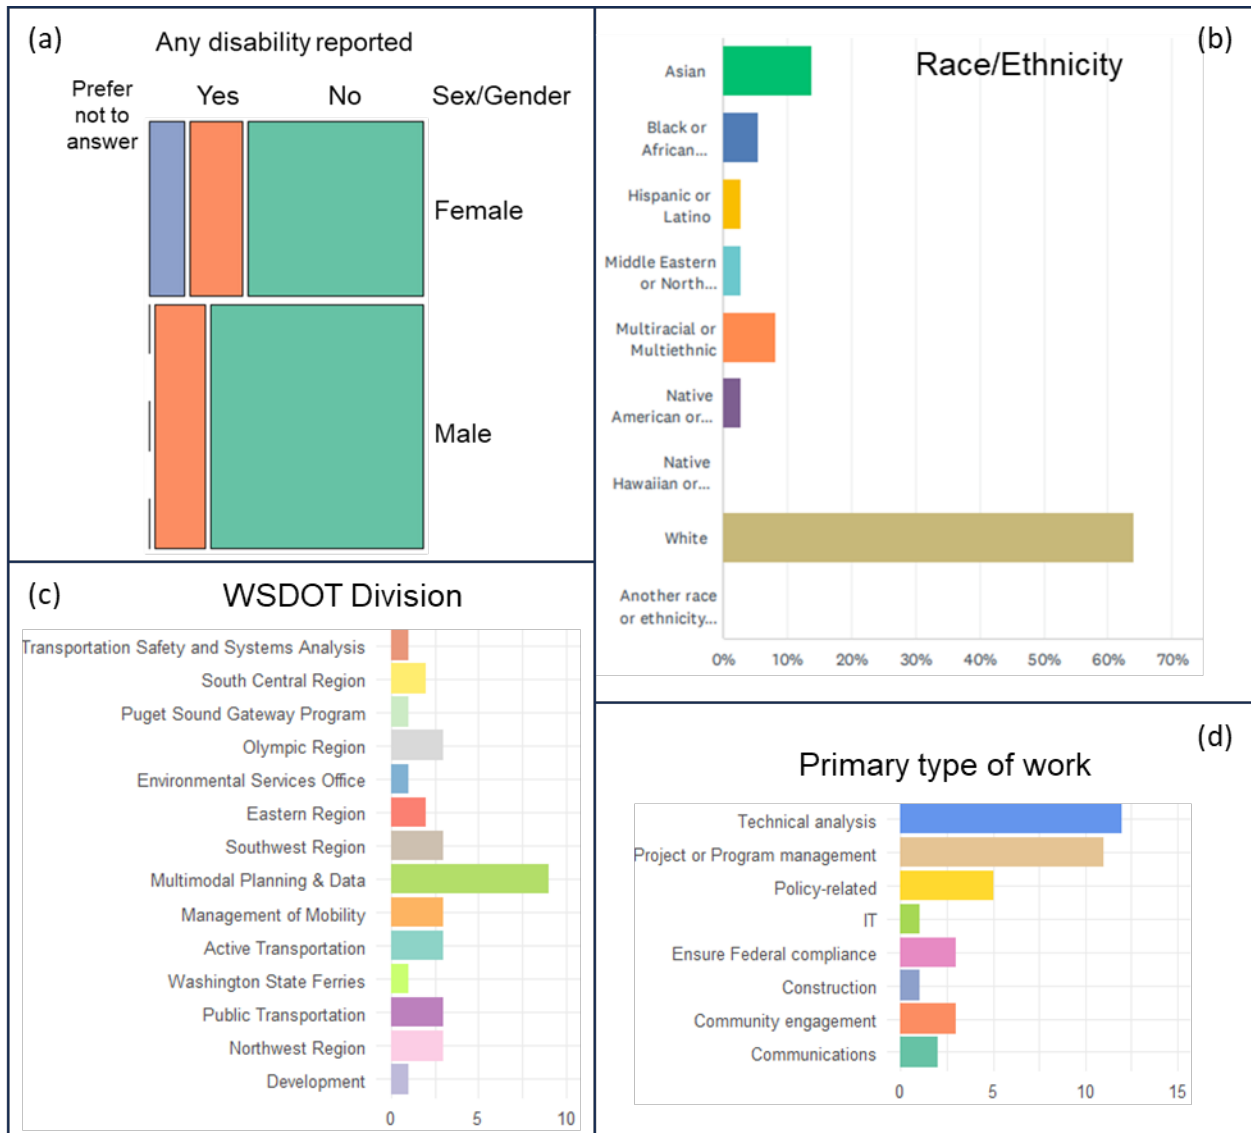 (a)
Any disability reported
Prefer
not to
answer
Yes
No
Sex/Gender
Female
Male
(b)
Race/Ethnicity
Asian
Black or
African...
Hispanic or
Latino
Middle Eastern
or North...
Multiracial or
Multiethnic
Native
American or...
Native
Hawaiian or...
White
Another race
or ethnicity...
0% 10% 20% 30% 40% 50% 60% 70%
(c)
WSDOT Division
Transportation Safety and Systems Analysis
South Central Region
Puget Sound Gateway Program
Olympic Region
Environmental Services Office
Eastern Region
Southwest Region
Multimodal Planning & Data
Management of Mobility
Active Transportation
Washington State Ferries
Public Transportation
Northwest Region
Development
0 5 10
(d)
Primary type of work
Technical analysis
Project or Program management
Policy-related
IT
Ensure Federal compliance
Construction
Community engagement
Communications
0 5 10 15